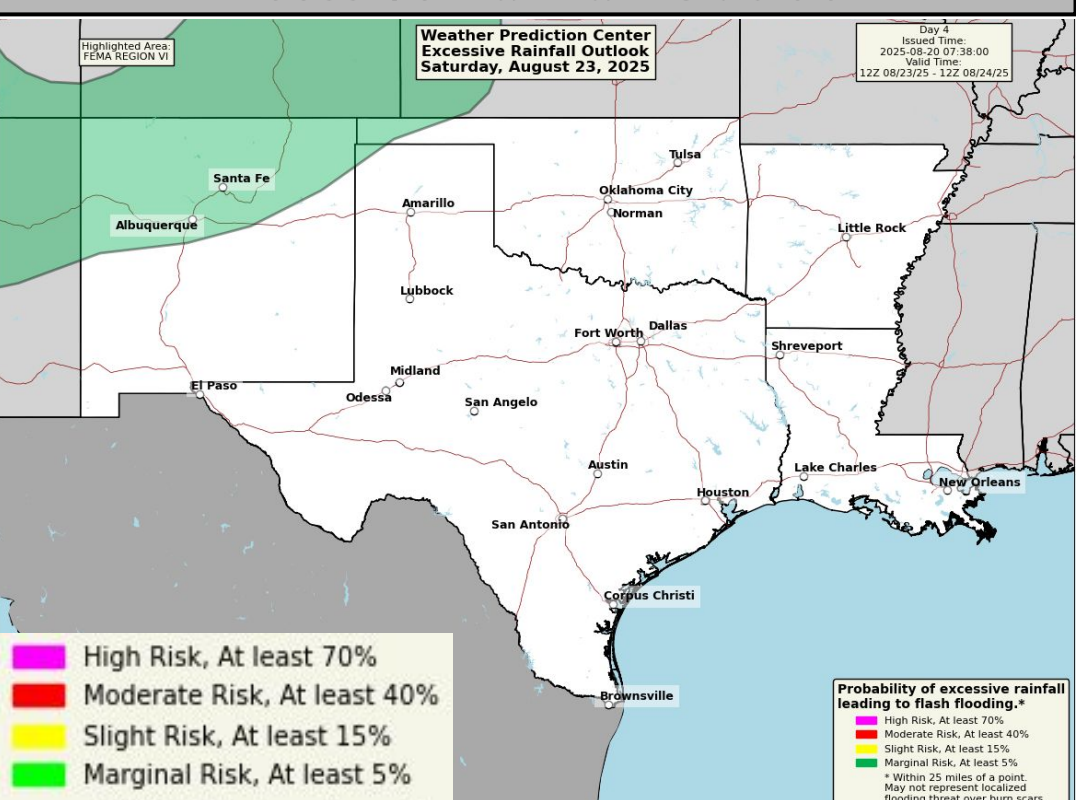 Highlighted Area:
FEMA REGION VI
Weather Prediction Center
Excessive Rainfall Outlook
Saturday, August 23, 2025
Day 4
Issued Time:
2025-08-20 07:38:00
Valid Time:
12Z 08/23/25 - 12Z 08/24/25
Tulsa
Santa Fe
Oklahoma City
Amarillo
Norman
Albuquerque
Little Rock
Lubbock
Dallas
Fort Worth
Shreveport
Midland
El Paso
Odessa
San Angelo
Austin
Lake Charles
New Orleans
Houston
San Antonio
Corpus Christi
Brownsville
High Risk, At least 70%
Moderate Risk, At least 40%
Slight Risk, At least 15%
Marginal Risk, At least 5%
Probability of excessive rainfall
leading to flash flooding.*
High Risk, At least 70%
Moderate Risk, At least 40%
Slight Risk, At least 15%
Marginal Risk, At least 5%
* Within 25 miles of a point.
May not represent localized
flooding threat over burn scars